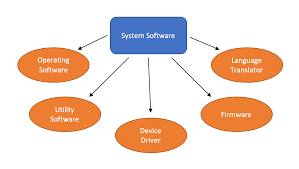 System Software
Operating
Software
Language
Translator
Utility
Software
Firmware
Device
Driver